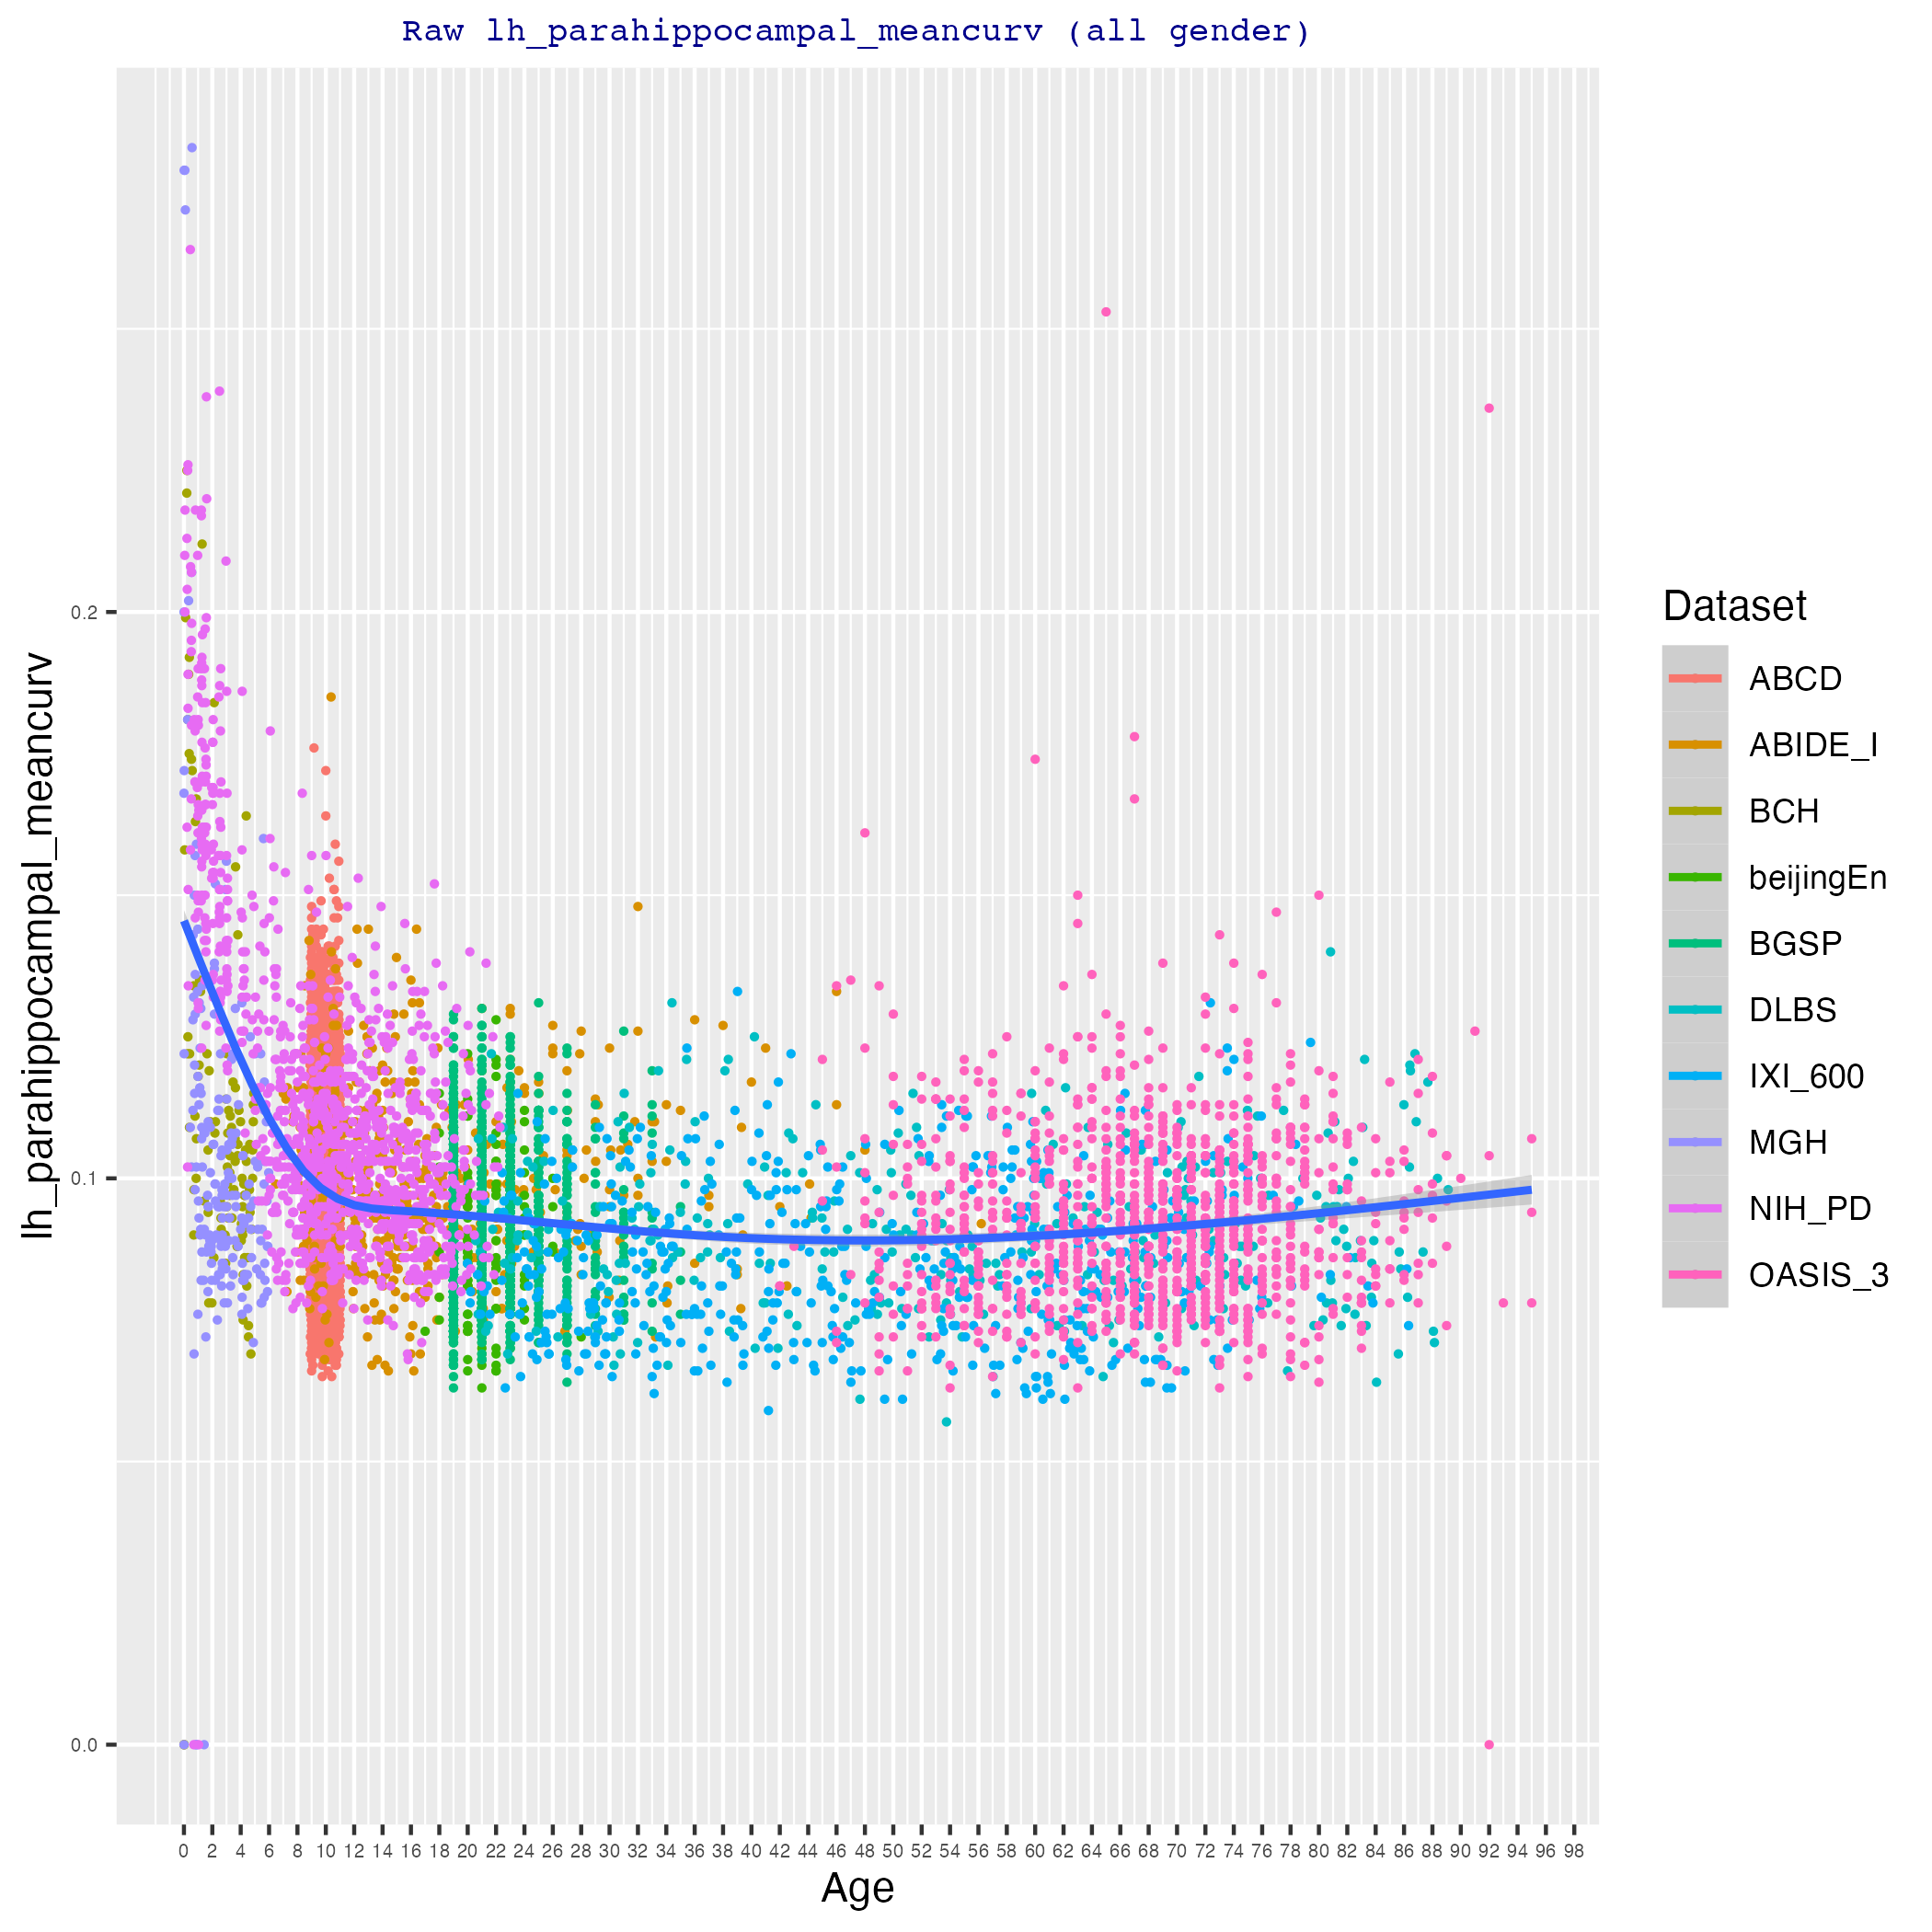 Raw lh_parahippocampal_meancurv (all gender)
lh_parahippocampal_meancurv
0.2
0.1
0.0
0 2 4 6 8 10 12 14 16 18 20 22 24 26 28 30 32 34 36 38 40 42 44 46 48 50 52 54 56 58 60 62 64 66 68 70 72 74 76 78 80 82 84 86 88 90 92 94 96 98
Age
Dataset
ABCD
ABIDE_I
BCH
beijingEn
BGSP
DLBS
IXI_600
MGH
NIH_PD
OASIS_3